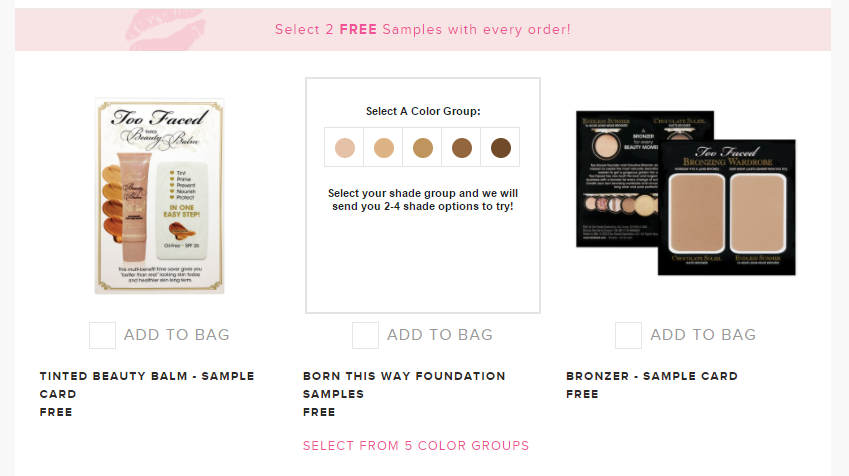 Select 2 FREE Samples with every order!
Too Faced
TINTED
Beauty Balm
Tint
Prime
Prevent
Nourish
Protect
IN ONE
EASY STEP!
Oil-free - SPF 20
This multi-benefit time saver gives you
"better than real" looking skin today
and healthier skin long term.
Select A Color Group:
Select your shade group and we will
send you 2-4 shade options to try!
ENDLESS SUMMER
CHOCOLATE SOLEIL
A
BRONZER
for every
BEAUTY MOMENT
Too Faced
BRONZING WARDROBE
CHOCOLATE SOLEIL
MATTE BRONZER
ENDLESS SUMMER
ADD TO BAG
ADD TO BAG
ADD TO BAG
TINTED BEAUTY BALM - SAMPLE
CARD
FREE
BORN THIS WAY FOUNDATION
SAMPLES
FREE
SELECT FROM 5 COLOR GROUPS
BRONZER - SAMPLE CARD
FREE